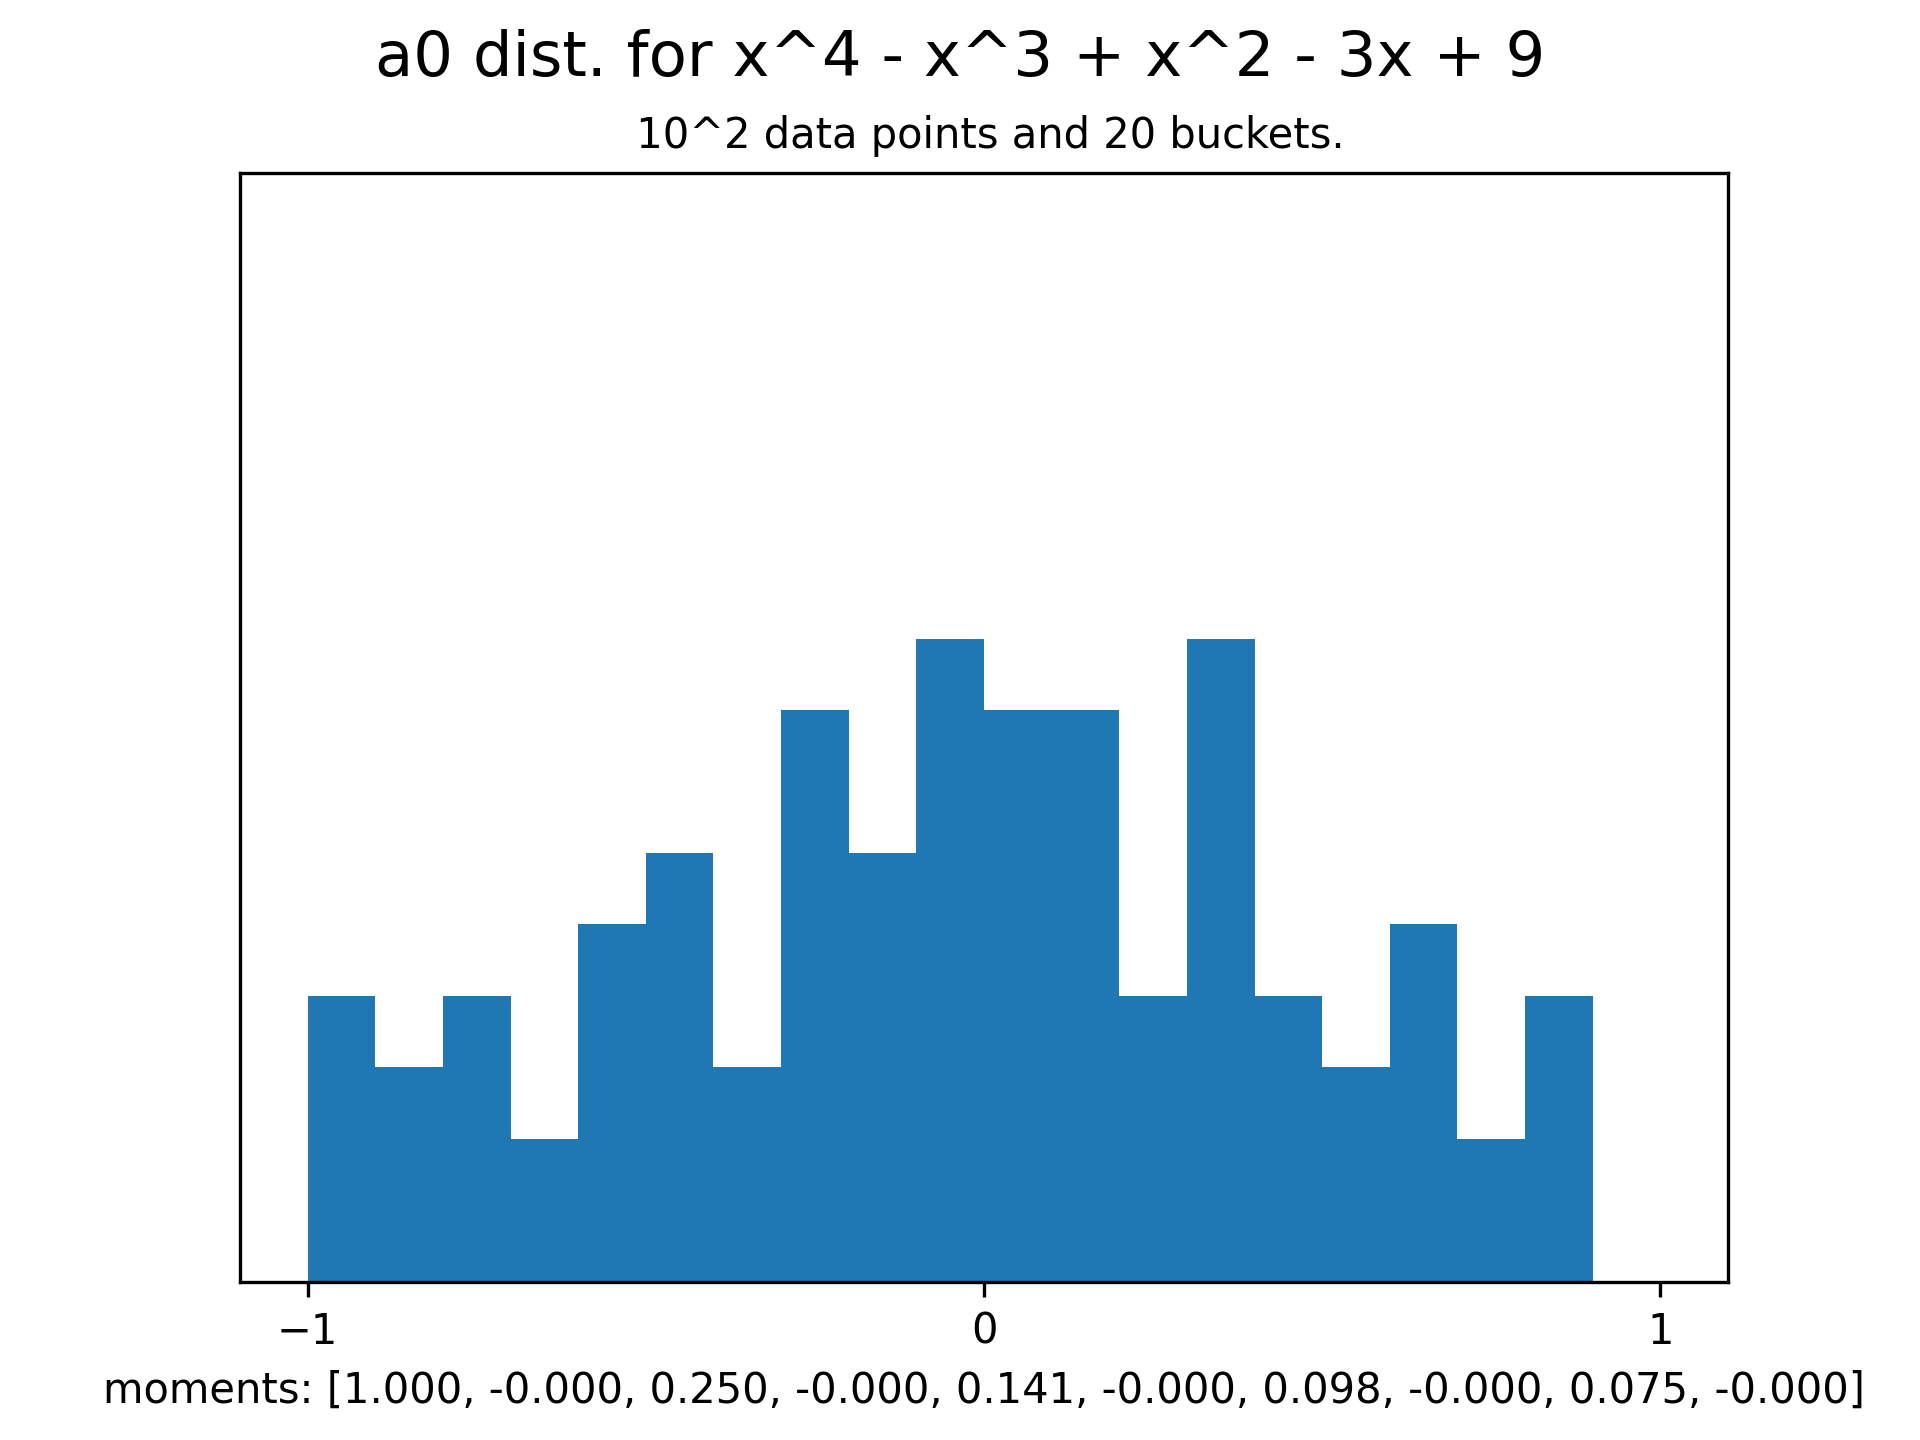 a0 dist. for x^4 - x^3 + x^2 - 3x + 9
10^2 data points and 20 buckets.
−1 0 1
moments: [1.000, -0.000, 0.250, -0.000, 0.141, -0.000, 0.098, -0.000, 0.075, -0.000]